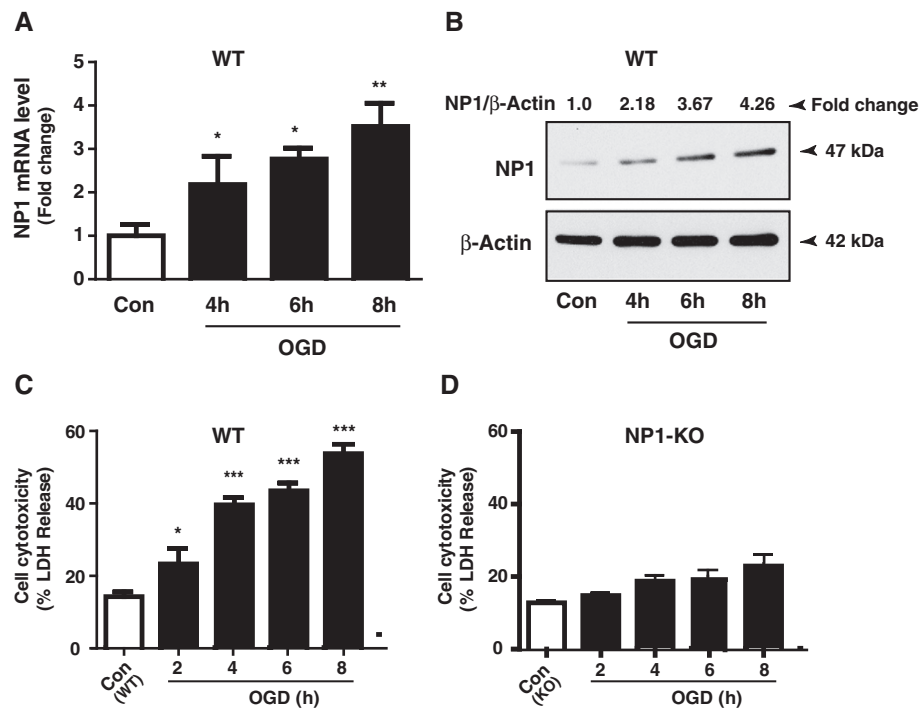 A
WT
NP1 mRNA level
(Fold change)
5
4
3
2
1
0
*
*
**
Con
4h
6h
8h
OGD
B
WT
NP1/β-Actin 1.0 2.18 3.67 4.26 Fold change
NP1
47 kDa
β-Actin
42 kDa
Con
4h
6h
8h
OGD
C
WT
Cell cytotoxicity
(% LDH Release)
60
40
20
0
*
***
***
***
Con
(WT)
2
4
6
8
OGD (h)
D
NP1-KO
Cell cytotoxicity
(% LDH Release)
60
40
20
0
Con
(KO)
2
4
6
8
OGD (h)